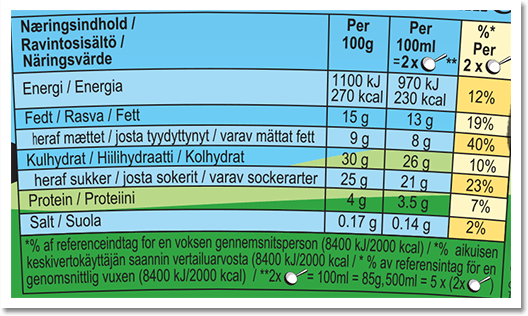 Næringsindhold / Per Per %*
Ravintosisältö / 100g 100ml Per
Näringsvärde =2x ** 2 x
Energi / Energia 1100 kJ 970 kJ 12%
270 kcal 230 kcal
Fedt / Rasva / Fett 15 g 13 g 19%
heraf mættet / josta tyydyttynyt / varav mättat fett 9 g 8 g 40%
Kulhydrat / Hiilihydraatti / Kolhydrat 30 g 26 g 10%
heraf sukker / josta sokerit / varav sockerarter 25 g 21 g 23%
Protein / Proteiini 4 g 3.5 g 7%
Salt / Suola 0.17 g 0.14 g 2%
*% af referenceindtag for en voksen gennemsnitsperson (8400 kJ/2000 kcal) / *% aikuisen
keskivertokäyttäjän saannin vertailuarvosta (8400 kJ/2000 kcal) / * % av referensintag för en
genomsnittlig vuxen (8400 kJ/2000 kcal) / **2x = 100ml = 85g, 500ml = 5 x (2x )